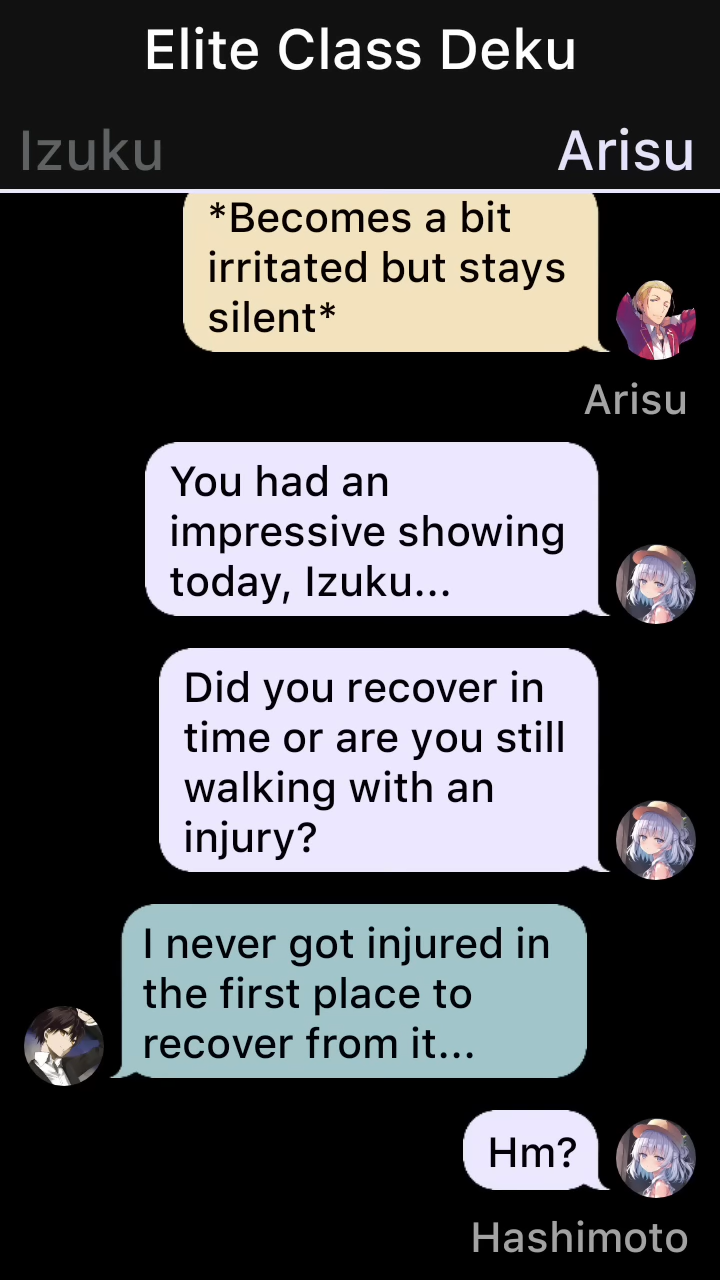 Elite Class Deku
Izuku
Arisu
*Becomes a bit
irritated but stays
silent*
Arisu
You had an
impressive showing
today, Izuku...
Did you recover in
time or are you still
walking with an
injury?
I never got injured in
the first place to
recover from it...
Hm?
Hashimoto